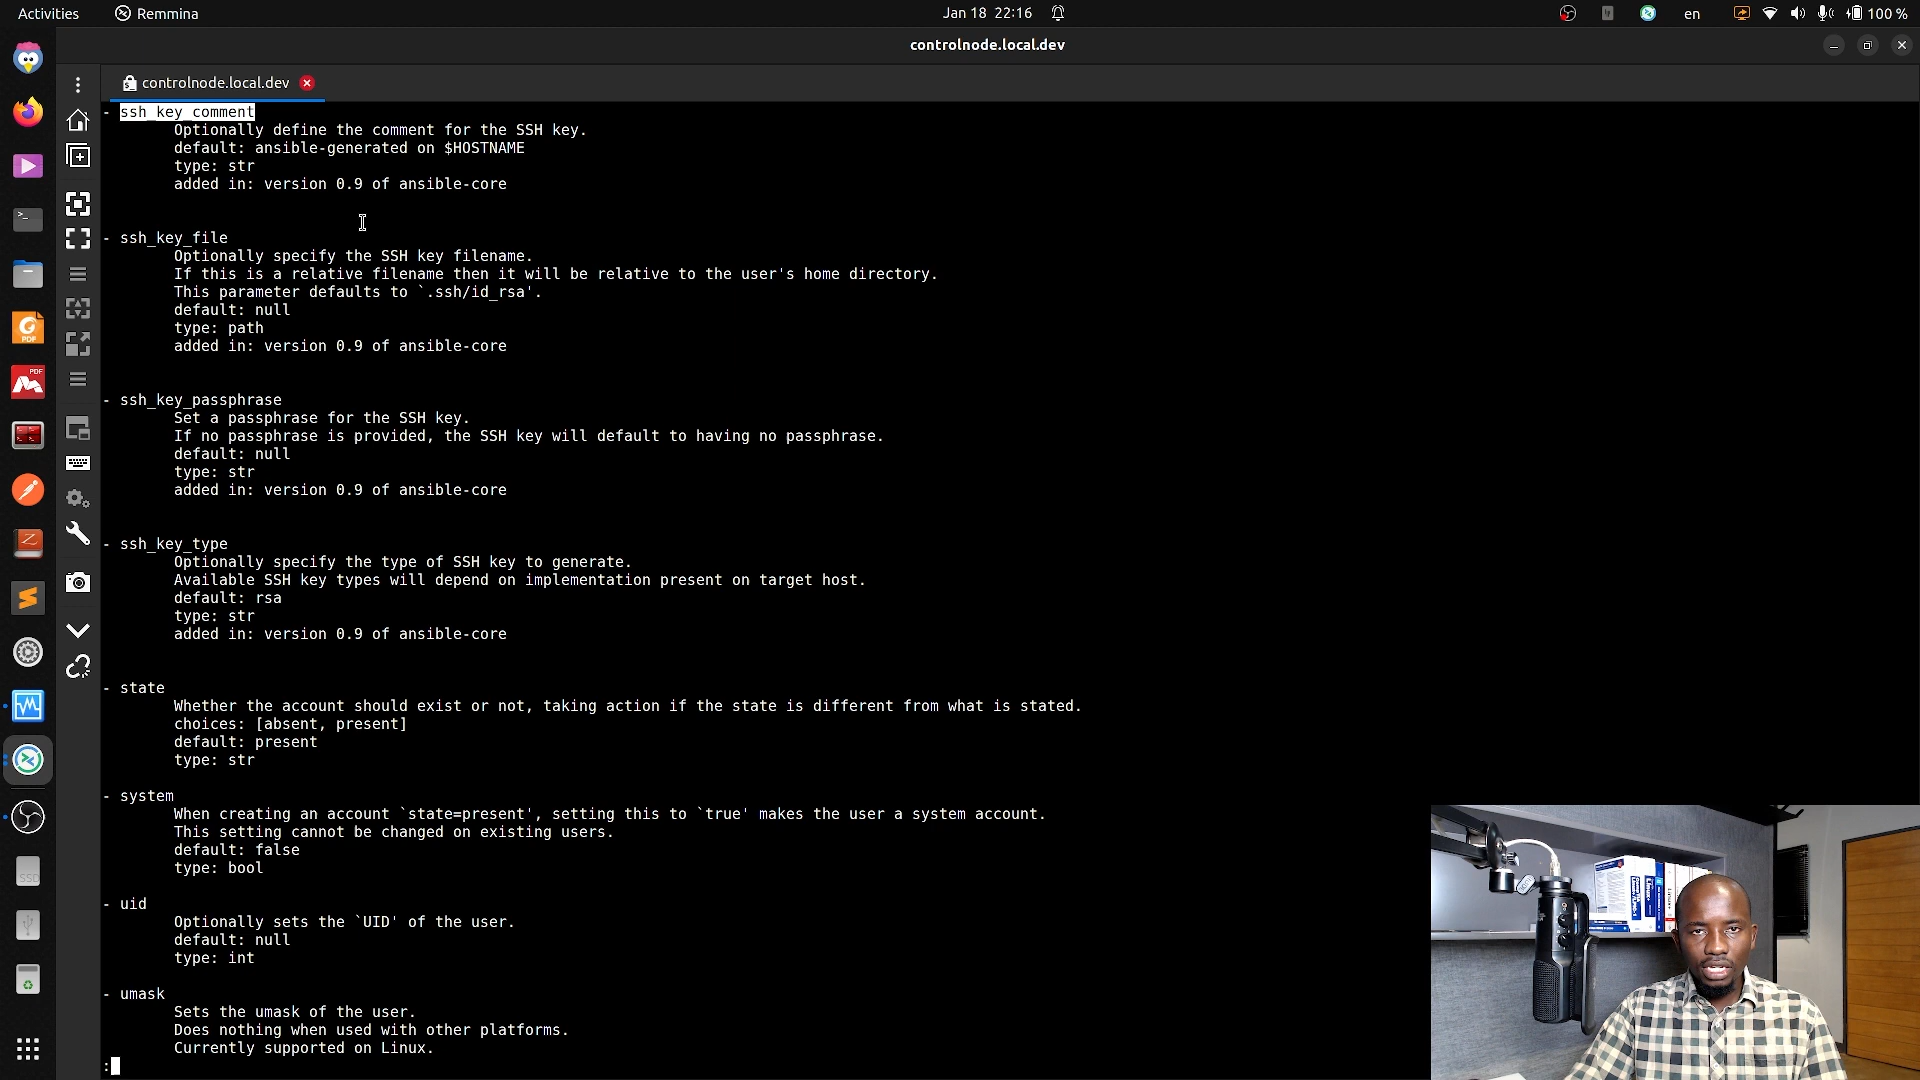 Activities
Remmina
Jan 18 22:16
en
100 %
controlnode.local.dev
controlnode.local.dev
- ssh_key_comment
Optionally define the comment for the SSH key.
default: ansible-generated on $HOSTNAME
type: str
added in: version 0.9 of ansible-core
- ssh_key_file
Optionally specify the SSH key filename.
If this is a relative filename then it will be relative to the user's home directory.
This parameter defaults to `.ssh/id_rsa'.
default: null
type: path
added in: version 0.9 of ansible-core
- ssh_key_passphrase
Set a passphrase for the SSH key.
If no passphrase is provided, the SSH key will default to having no passphrase.
default: null
type: str
added in: version 0.9 of ansible-core
- ssh_key_type
Optionally specify the type of SSH key to generate.
Available SSH key types will depend on implementation present on target host.
default: rsa
type: str
added in: version 0.9 of ansible-core
- state
Whether the account should exist or not, taking action if the state is different from what is stated.
choices: [absent, present]
default: present
type: str
- system
When creating an account `state=present', setting this to `true' makes the user a system account.
This setting cannot be changed on existing users.
default: false
type: bool
- uid
Optionally sets the `UID' of the user.
default: null
type: int
- umask
Sets the umask of the user.
Does nothing when used with other platforms.
Currently supported on Linux.
:
PDF
PDF
SSD